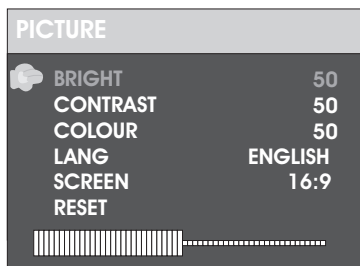 PICTURE
BRIGHT 50
CONTRAST 50
COLOUR 50
LANG ENGLISH
SCREEN 16:9
RESET